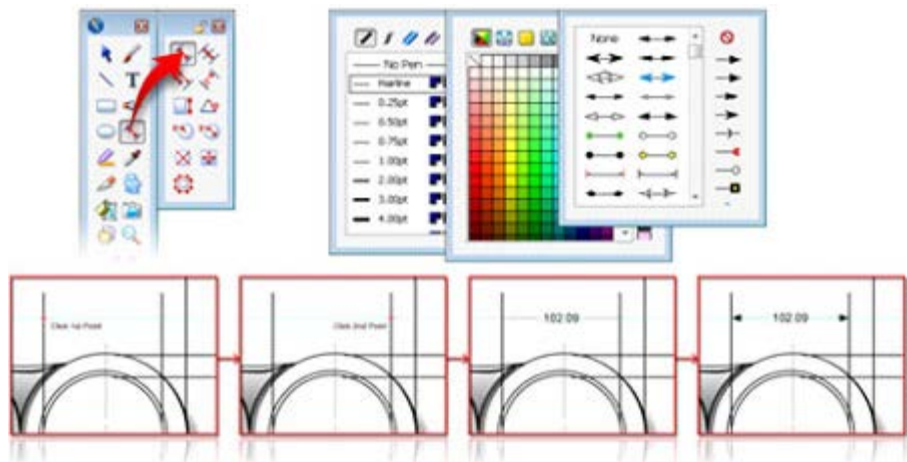 T
No Pen
Hairline
0.25pt
0.50pt
0.75pt
1.00pt
2.00pt
3.00pt
4.00pt
None
Click 1st Point
Click 2nd Point
102.09
102.09